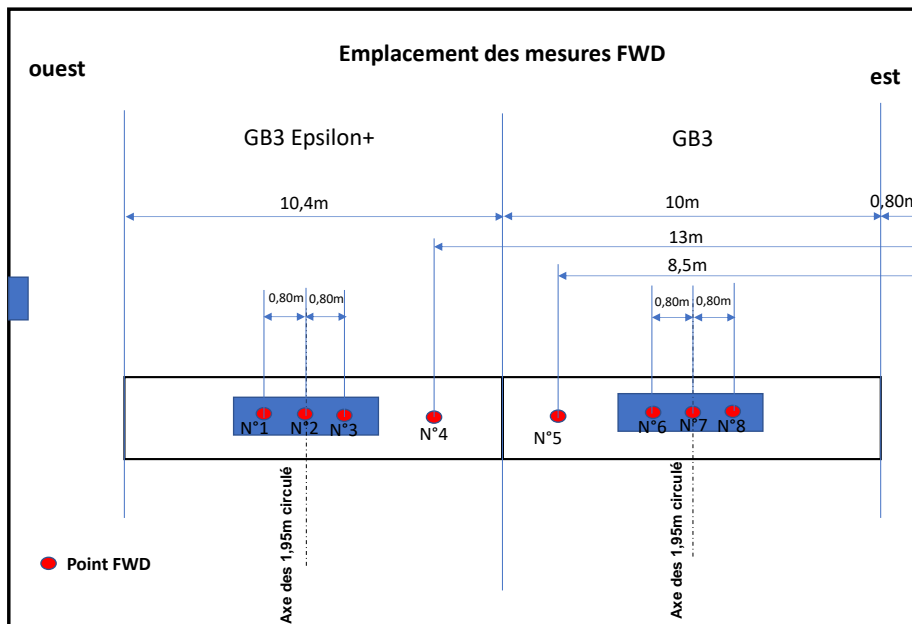 Emplacement des mesures FWD
ouest
est
GB3 Epsilon+
GB3
10,4m
10m
0,80m
13m
8,5m
0,80m
0,80m
0,80m
0,80m
N°1
N°2
N°3
N°4
N°5
N°6
N°7
N°8
Axe des 1,95m circulé
Axe des 1,95m circulé
Point FWD